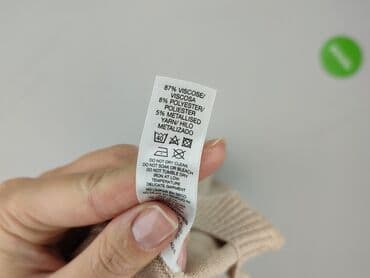 87% VISCOSE/
VISCOSA
8% POLYESTER/
POLIESTER
5% METALLISED
YARN/ HILO
METALIZADO
40
DO NOT DRY CLEAN
DO NOT SOAK OR BLEACH
DO NOT TUMBLE DRY
IRON AT LOW
TEMPERATURE
DELICATE GARMENT